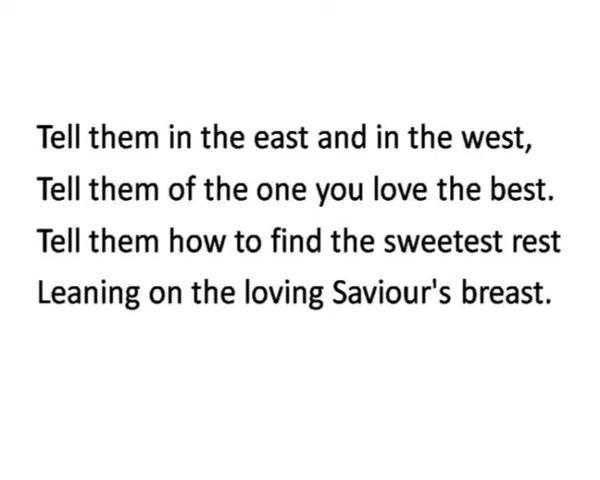 Tell them in the east and in the west,
Tell them of the one you love the best.
Tell them how to find the sweetest rest
Leaning on the loving Saviour's breast.